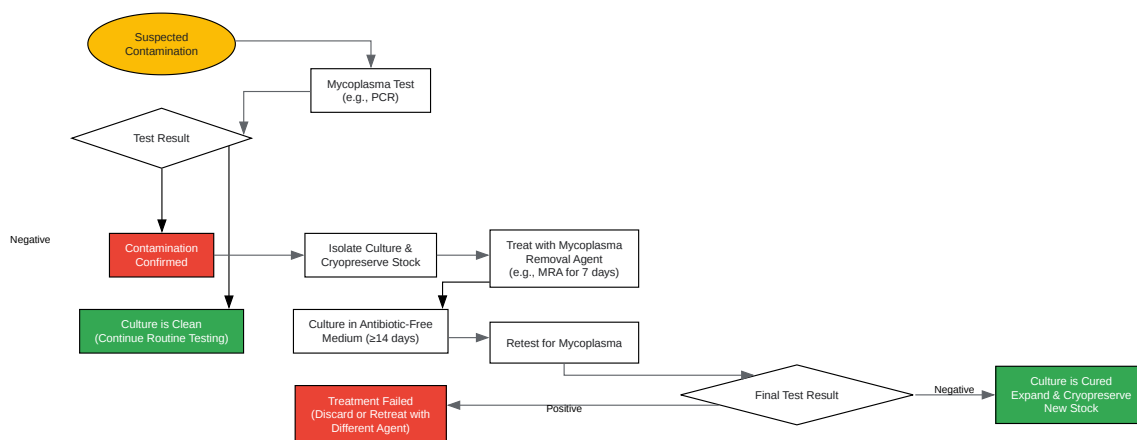 Suspected
Contamination
Mycoplasma Test
(e.g., PCR)
Test Result
Negative
Contamination
Confirmed
Isolate Culture &
Cryopreserve Stock
Treat with Mycoplasma
Removal Agent
(e.g., MRA for 7 days)
Culture is Clean
(Continue Routine Testing)
Culture in Antibiotic-Free
Medium (≥14 days)
Retest for Mycoplasma
Final Test Result
Negative
Culture is Cured
Expand & Cryopreserve
New Stock
Positive
Treatment Failed
(Discard or Retreat with
Different Agent)